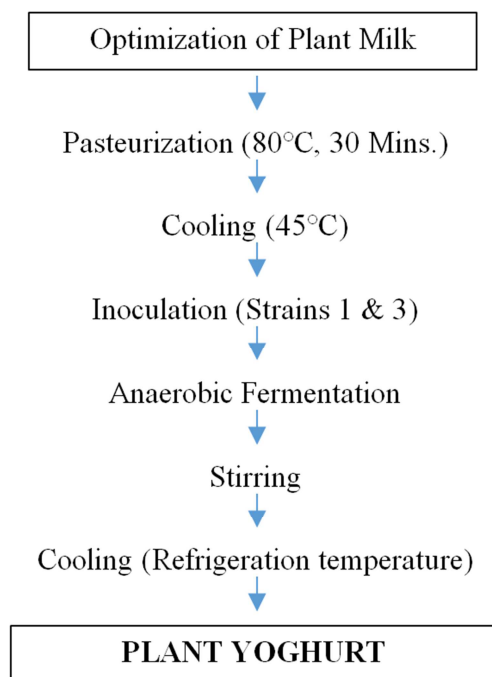 Optimization of Plant Milk
Pasteurization (80°C, 30 Mins.)
Cooling (45°C)
Inoculation (Strains 1 & 3)
Anaerobic Fermentation
Stirring
Cooling (Refrigeration temperature)
PLANT YOGHURT